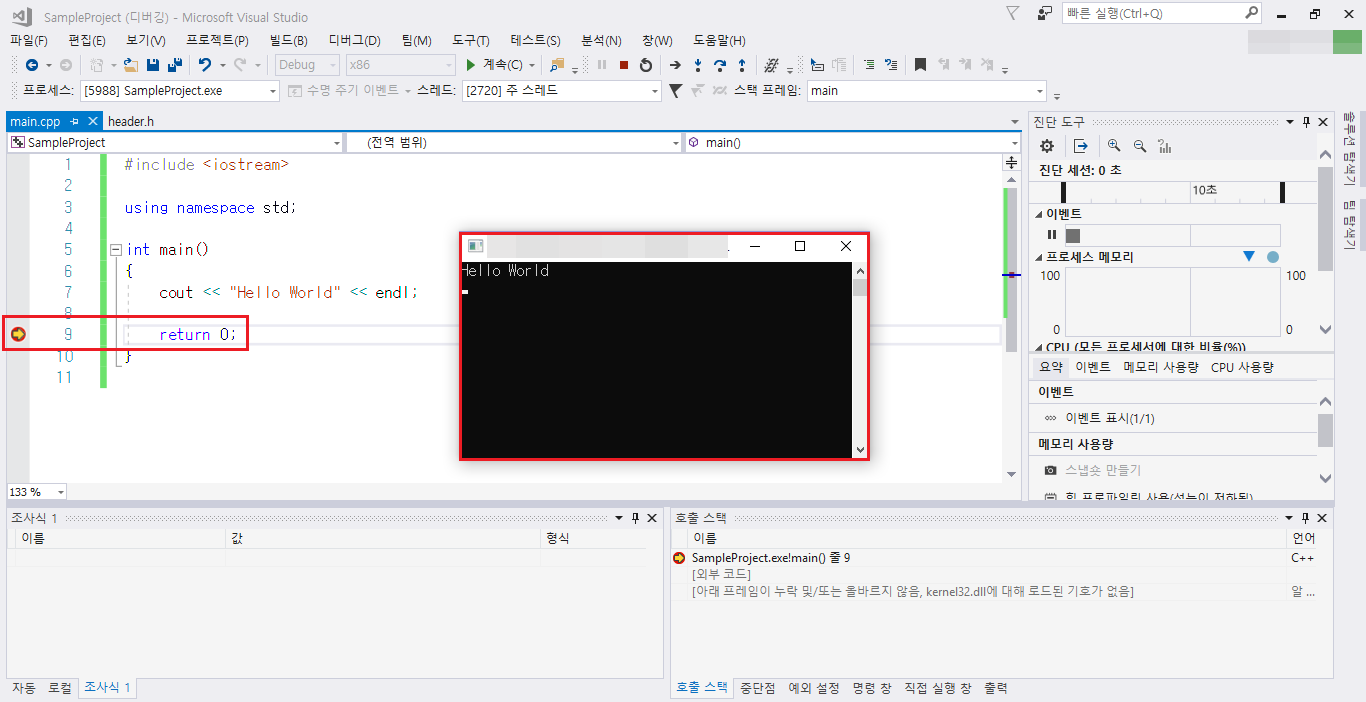 SampleProject (디버깅) - Microsoft Visual Studio
빠른 실행(Ctrl+Q)
파일(F) 편집(E) 보기(V) 프로젝트(P) 빌드(B) 디버그(D) 팀(M) 도구(T) 테스트(S) 분석(N) 창(W) 도움말(H)
Debug x86 계속(C)
프로세스: [5988] SampleProject.exe 수명 주기 이벤트 스레드: [2720] 주 스레드 스택 프레임: main
main.cpp header.h
SampleProject (전역 범위) main()
1 #include <iostream>
2
3 using namespace std;
4
5 int main()
6 {
7 cout << "Hello World" << endl;
8
9 return 0;
10 }
11
133 %
Hello World
진단 도구
진단 세션: 0 초
10초
이벤트
프로세스 메모리
100 100
0 0
CPU (모든 프로세서에 대한 비율(%))
요약 이벤트 메모리 사용량 CPU 사용량
이벤트
이벤트 표시(1/1)
메모리 사용량
스냅숏 만들기
힙 프로파일링 사용(성능이 저하됨)
솔루션 탐색기
팀 탐색기
조사식 1
이름 값 형식
자동 로컬 조사식 1
호출 스택
이름 언어
SampleProject.exe!main() 줄 9 C++
[외부 코드]
[아래 프레임이 누락 및/또는 올바르지 않음, kernel32.dll에 대해 로드된 기호가 없음] 알 ...
호출 스택 중단점 예외 설정 명령 창 직접 실행 창 출력